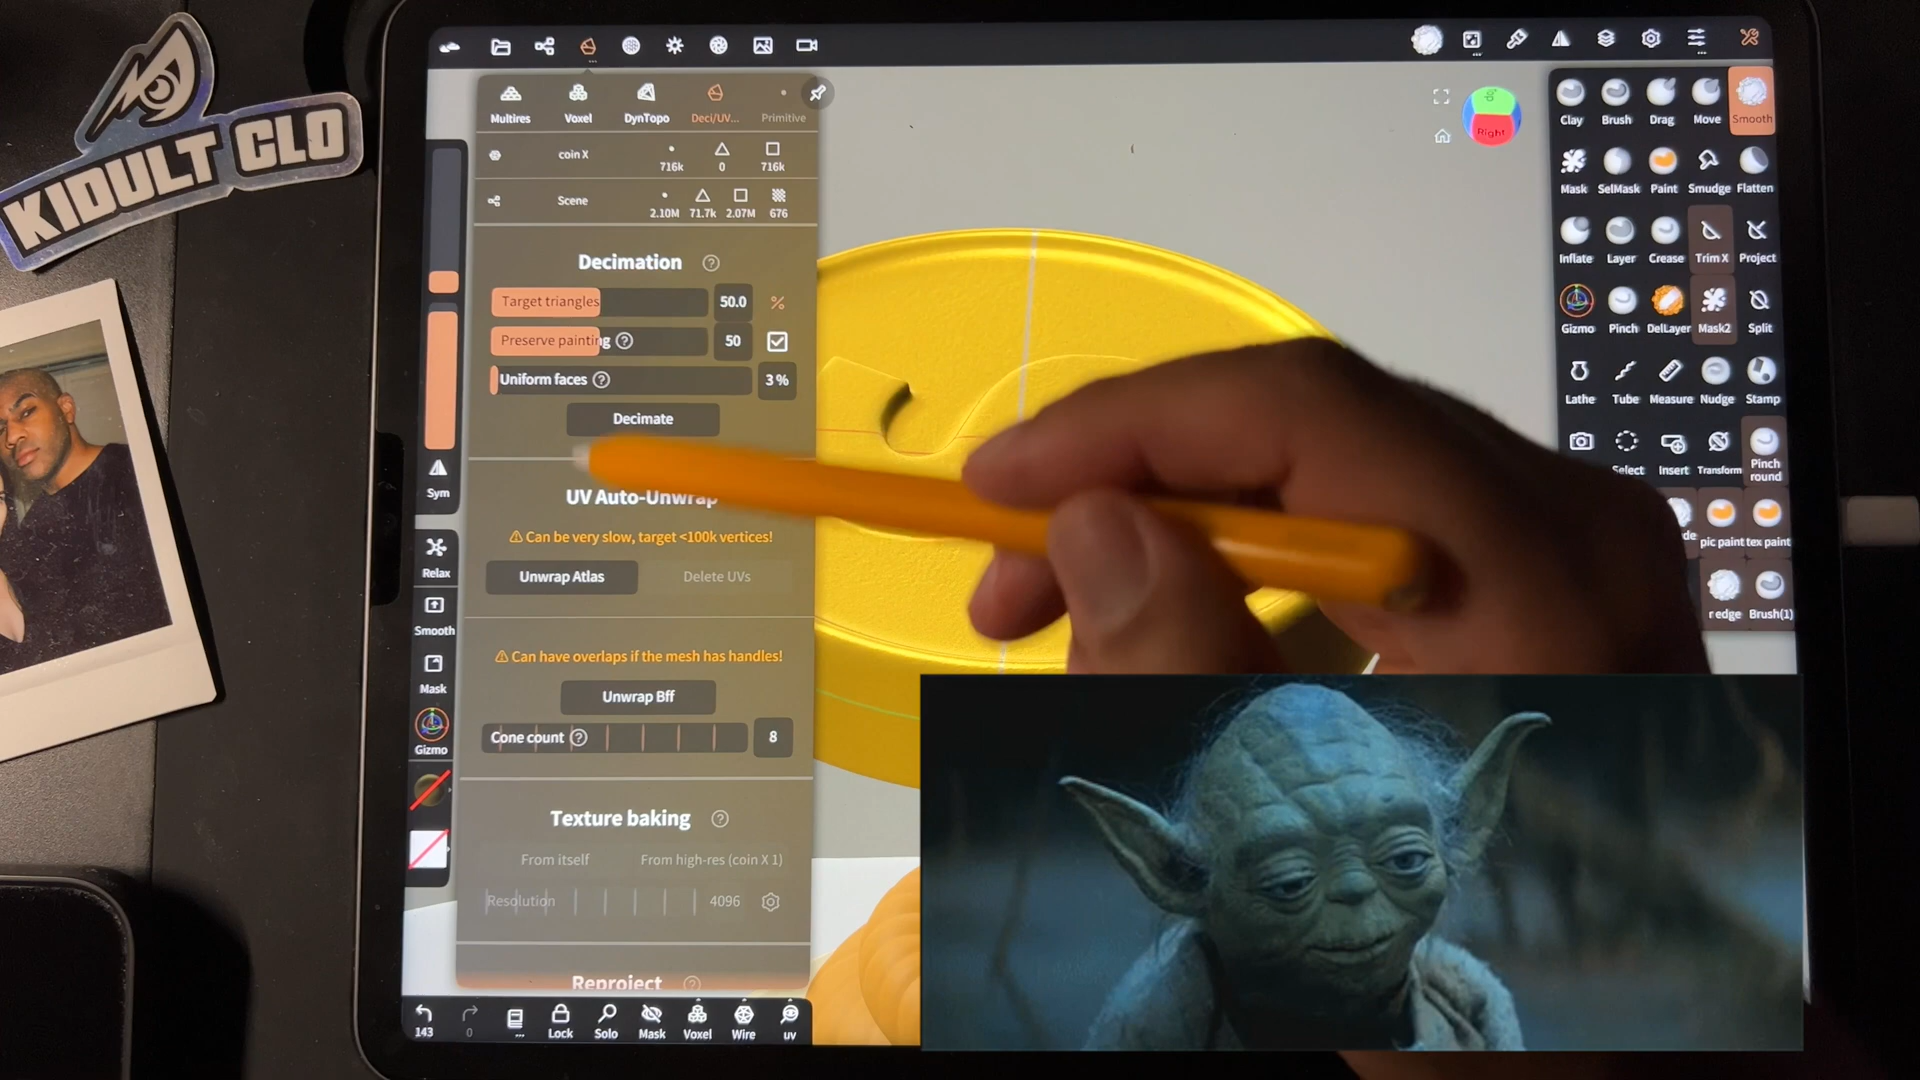 KIDULT CLO
Multires
Voxel
DynTopo
Deci/UV...
Primitive
coin X
716k
0
716k
Scene
2.10M
71.7k
2.07M
676
Decimation
Target triangles
50.0
%
Preserve painting
50
Uniform faces
3 %
Decimate
UV Auto-Unwrap
Can be very slow, target <100k vertices!
Unwrap Atlas
Delete UVs
Can have overlaps if the mesh has handles!
Unwrap Bff
Cone count
8
Texture baking
From itself
From high-res (coin X 1)
Resolution
4096
Reproject
Sym
Relax
Smooth
Mask
Gizmo
143
0
Lock
Solo
Mask
Voxel
Wire
uv
Right
Clay
Brush
Drag
Move
Smooth
Mask
SelMask
Paint
Smudge
Flatten
Inflate
Layer
Crease
Trim X
Project
Gizmo
Pinch
DelLayer
Mask2
Split
Lathe
Tube
Measure
Nudge
Stamp
Select
Insert
Transform
Pinch
round
pic paint
tex paint
edge
Brush(1)